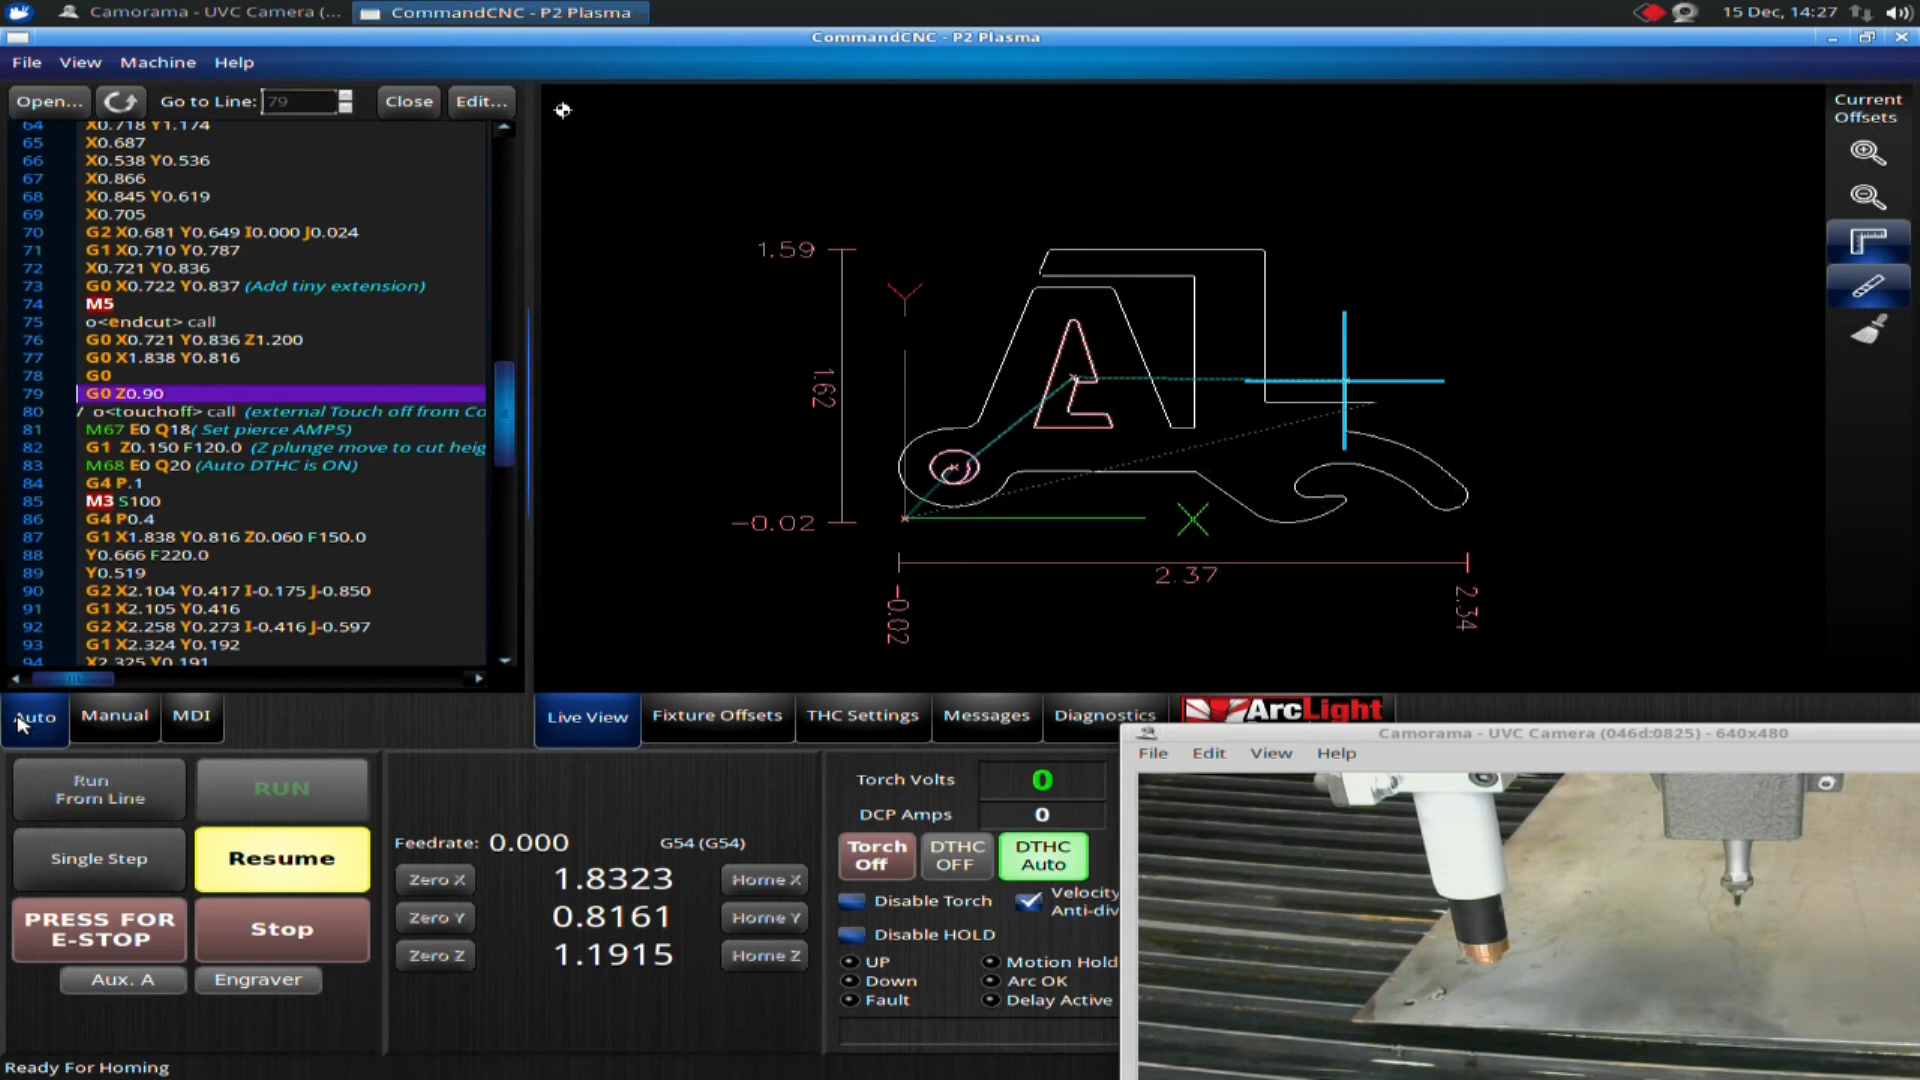 Camorama - UVC Camera (...
CommandCNC - P2 Plasma
15 Dec, 14:27
CommandCNC - P2 Plasma
File View Machine Help
Open... Go to Line: 79 Close Edit...
64 X0.718 Y1.174
65 X0.687
66 X0.538 Y0.536
67 X0.866
68 X0.845 Y0.619
69 X0.705
70 G2 X0.681 Y0.649 I0.000 J0.024
71 G1 X0.710 Y0.787
72 X0.721 Y0.836
73 G0 X0.722 Y0.837 (Add tiny extension)
74 M5
75 o<endcut> call
76 G0 X0.721 Y0.836 Z1.200
77 G0 X1.838 Y0.816
78 G0
79 G0 Z0.90
80 / o<touchoff> call (external Touch off from Co
81 M67 E0 Q18( Set pierce AMPS)
82 G1 Z0.150 F120.0 (Z plunge move to cut heig
83 M68 E0 Q20 (Auto DTHC is ON)
84 G4 P.1
85 M3 S100
86 G4 P0.4
87 G1 X1.838 Y0.816 Z0.060 F150.0
88 Y0.666 F220.0
89 Y0.519
90 G2 X2.104 Y0.417 I-0.175 J-0.850
91 G1 X2.105 Y0.416
92 G2 X2.258 Y0.273 I-0.416 J-0.597
93 G1 X2.324 Y0.192
94 X2.325 Y0.191
1.59
Y
1.62
-0.02
X
2.37
-0.02
2.34
Current
Offsets
Auto Manual MDI
Live View Fixture Offsets THC Settings Messages Diagnostics ArcLight
Run
From Line
RUN
Single Step
Resume
PRESS FOR
E-STOP
Stop
Aux. A
Engraver
Feedrate: 0.000 G54 (G54)
Zero X 1.8323 Home X
Zero Y 0.8161 Home Y
Zero Z 1.1915 Home Z
Torch Volts 0
DCP Amps 0
Torch
Off
DTHC
OFF
DTHC
Auto
Disable Torch
Velocity
Anti-div
Disable HOLD
UP Motion Hold
Down Arc OK
Fault Delay Active
Camorama - UVC Camera (046d:0825) - 640x480
File Edit View Help
Ready For Homing